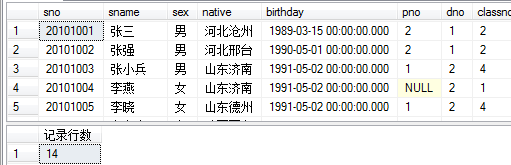 sno sname sex native birthday pno dno classno
1 20101001 张三 男 河北沧州 1989-03-15 00:00:00.000 2 1 2
2 20101002 张强 男 河北邢台 1990-05-01 00:00:00.000 2 1 2
3 20101003 张小兵 男 山东济南 1991-05-02 00:00:00.000 1 2 4
4 20101004 李燕 女 山东济南 1991-05-02 00:00:00.000 NULL 2 1
5 20101005 李晓 女 山东德州 1991-05-02 00:00:00.000 1 2 4
记录行数
1 14